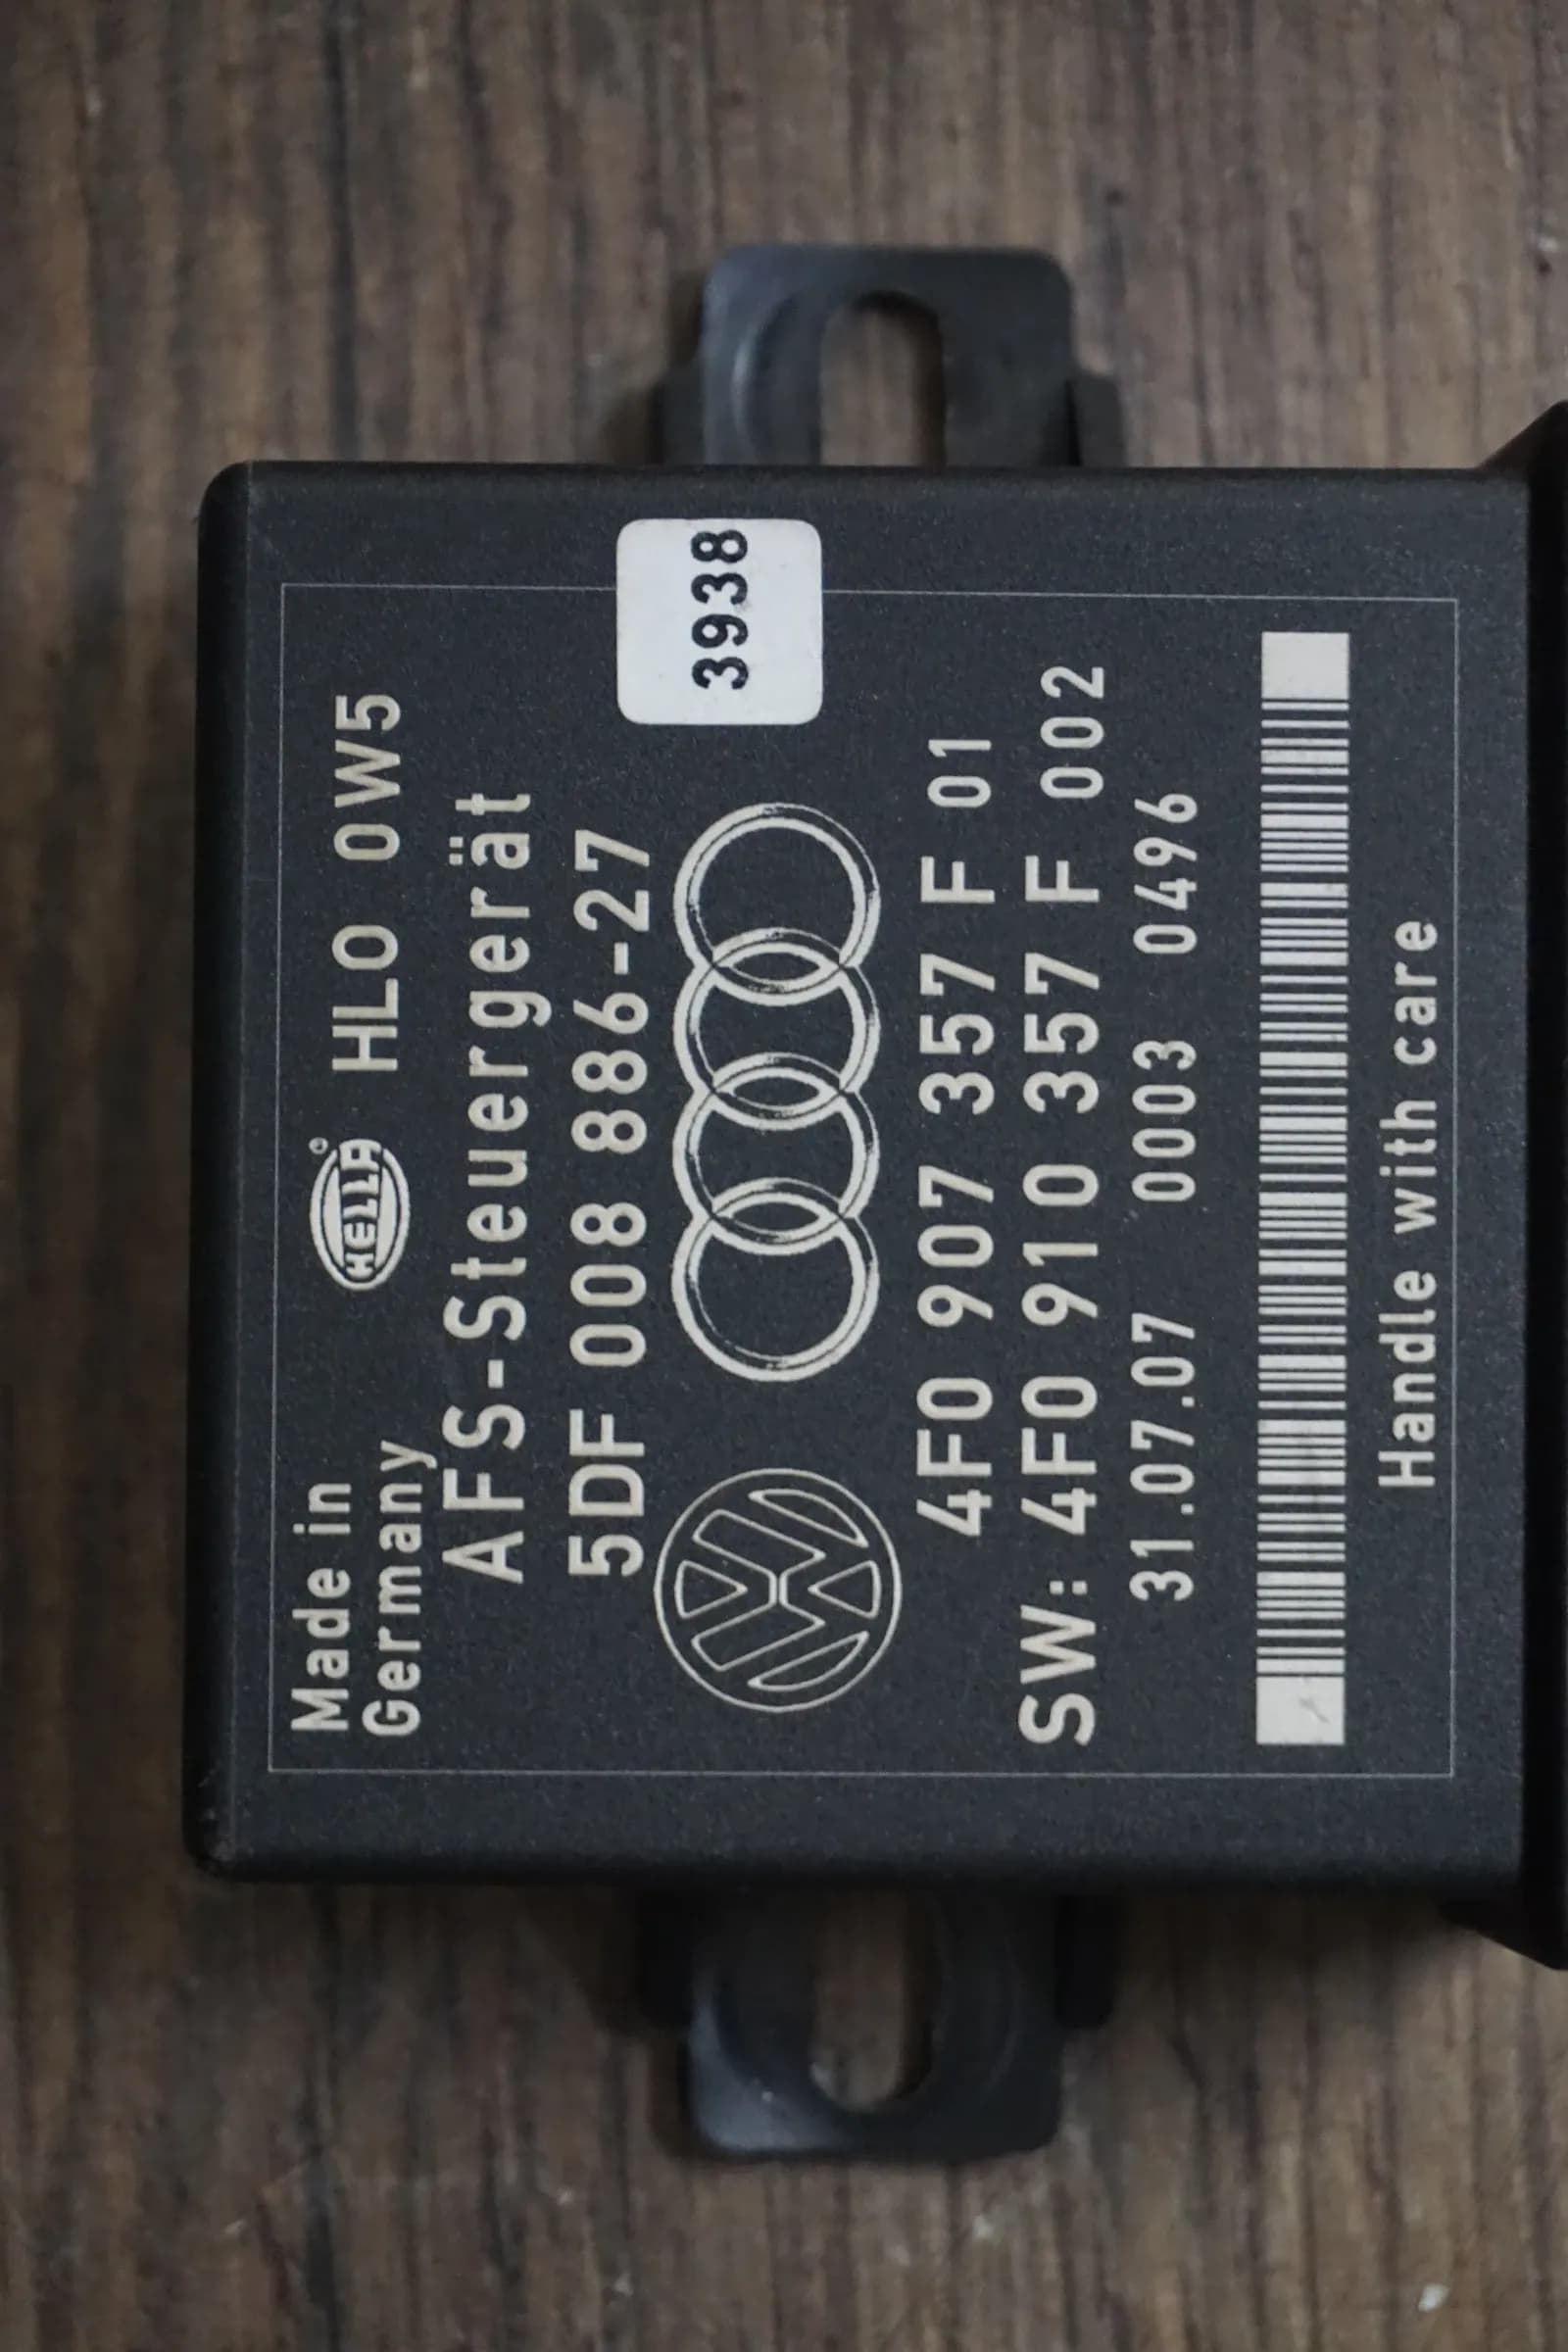 Made in
Germany
HELLA
HLO 0W5
AFS-Steuergerät
5DF 008 886-27
3938
4F0 907 357 F 01
SW: 4F0 910 357 F 002
31.07.07 0003 0496
Handle with care